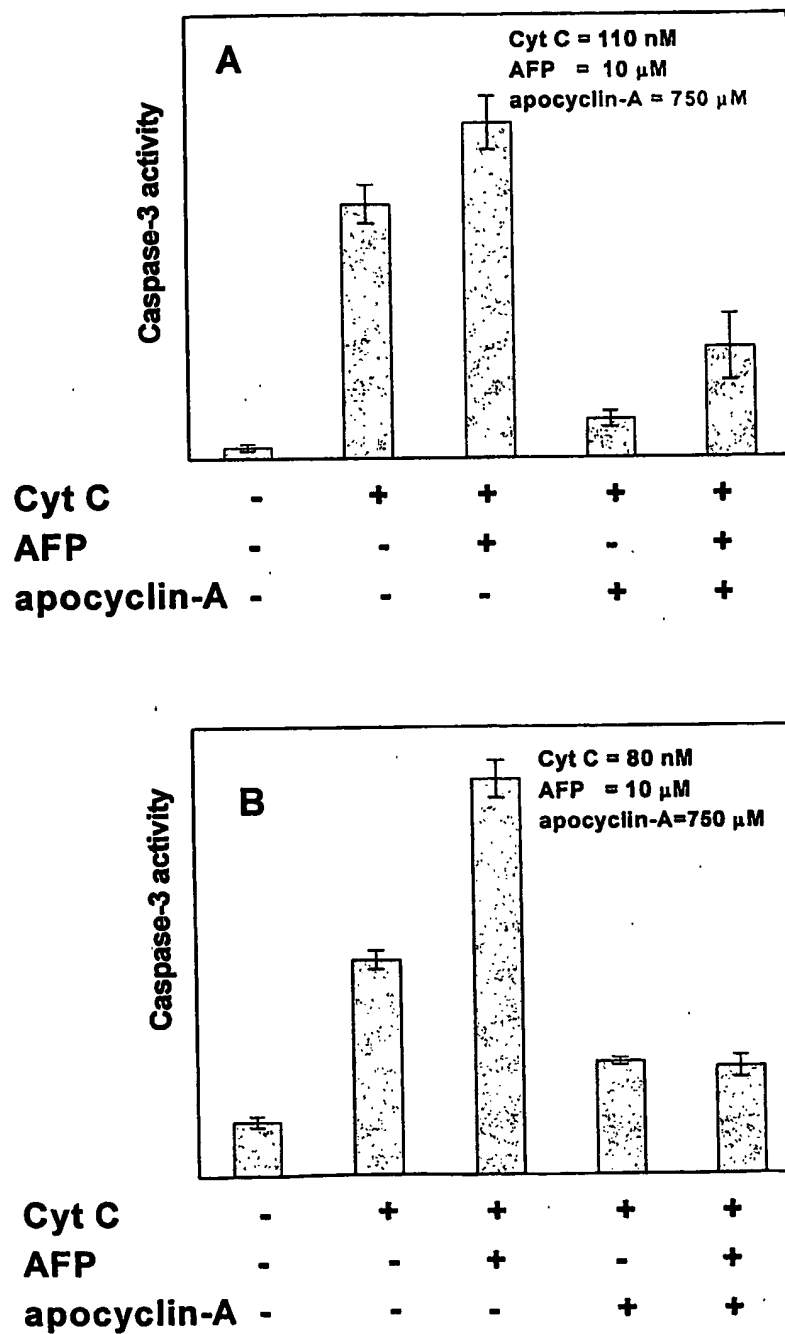 A
Cyt C = 110 nM
AFP = 10 μM
apocyclin-A = 750 μM
Caspase-3 activity
Cyt C - + + + +
AFP - - + - +
apocyclin-A - - - + +
B
Cyt C = 80 nM
AFP = 10 μM
apocyclin-A=750 μM
Caspase-3 activity
Cyt C - + + + +
AFP - - + - +
apocyclin-A - - - + +